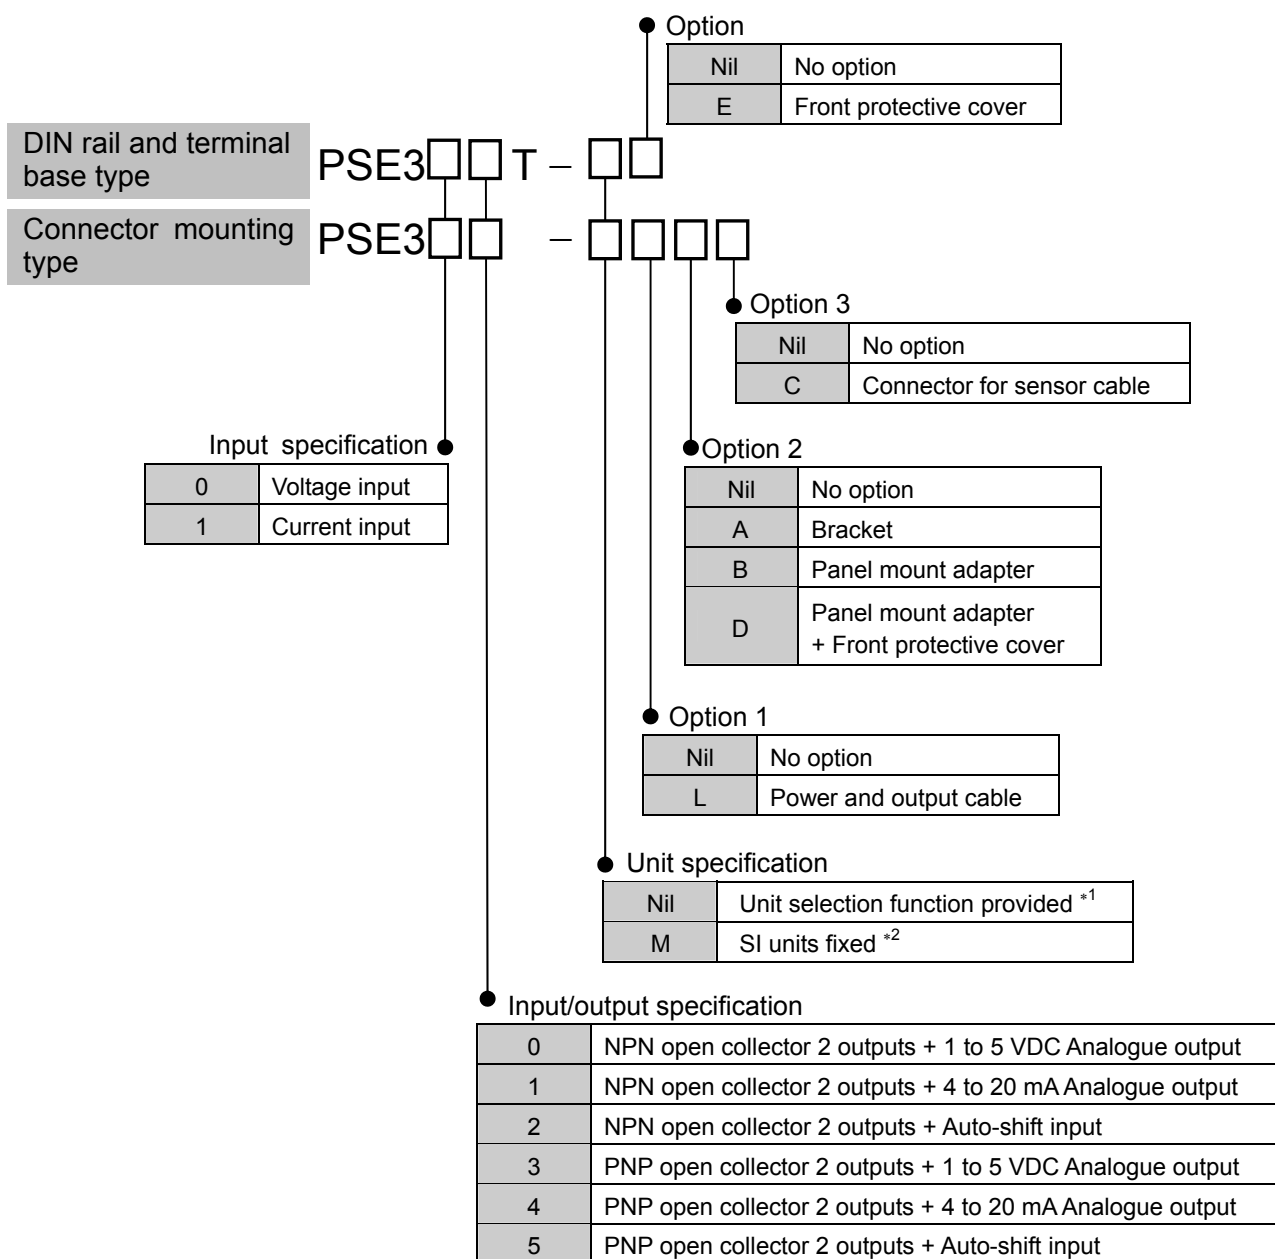 Option
Nil No option
E Front protective cover
DIN rail and terminal
base type
PSE3□□T – □□
Connector mounting
type
PSE3□□ – □□□□
Option 3
Nil No option
C Connector for sensor cable
Input specification
0 Voltage input
1 Current input
Option 2
Nil No option
A Bracket
B Panel mount adapter
D Panel mount adapter
+ Front protective cover
Option 1
Nil No option
L Power and output cable
Unit specification
Nil Unit selection function provided *1
M SI units fixed *2
Input/output specification
0 NPN open collector 2 outputs + 1 to 5 VDC Analogue output
1 NPN open collector 2 outputs + 4 to 20 mA Analogue output
2 NPN open collector 2 outputs + Auto-shift input
3 PNP open collector 2 outputs + 1 to 5 VDC Analogue output
4 PNP open collector 2 outputs + 4 to 20 mA Analogue output
5 PNP open collector 2 outputs + Auto-shift input